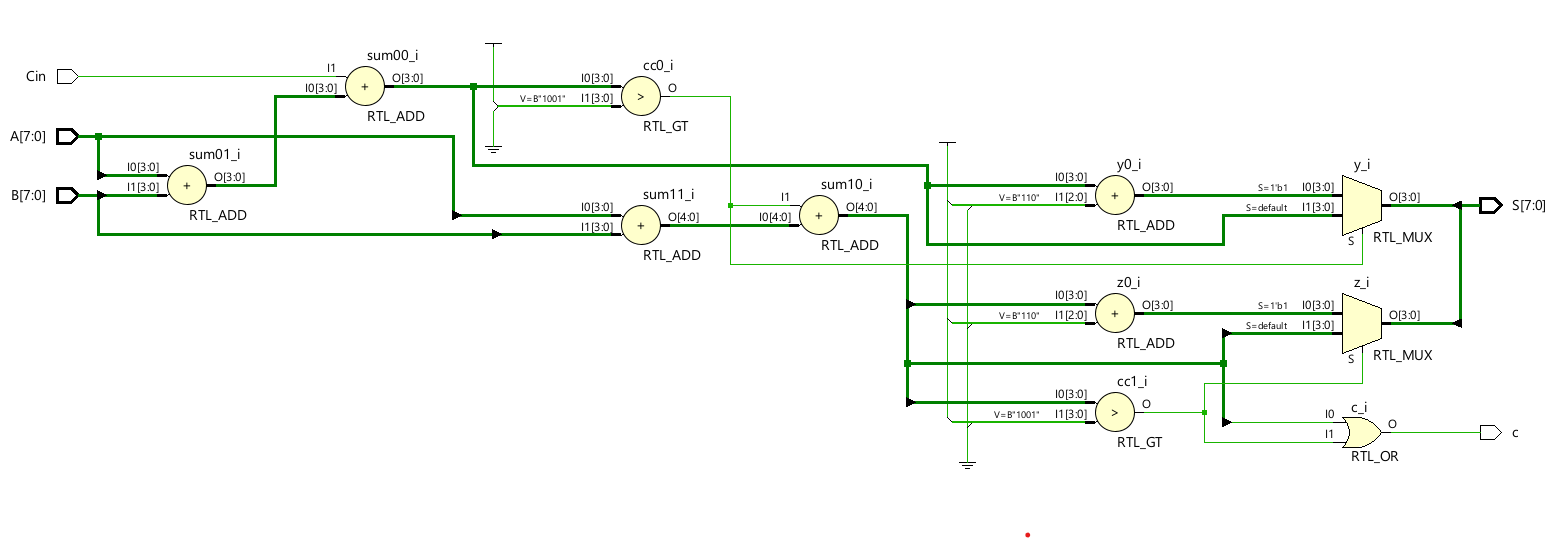 sum00_i
Cin
I1
I0[3:0]
O[3:0]
+
RTL_ADD
cc0_i
I0[3:0]
V=B"1001"
I1[3:0]
O
>
RTL_GT
A[7:0]
B[7:0]
sum01_i
I0[3:0]
I1[3:0]
O[3:0]
+
RTL_ADD
sum11_i
I0[3:0]
I1[3:0]
O[4:0]
+
RTL_ADD
sum10_i
I1
I0[4:0]
O[4:0]
+
RTL_ADD
y0_i
I0[3:0]
V=B"110"
I1[2:0]
O[3:0]
+
RTL_ADD
y_i
S=1'b1
I0[3:0]
S=default
I1[3:0]
O[3:0]
S
RTL_MUX
S[7:0]
z0_i
I0[3:0]
V=B"110"
I1[2:0]
O[3:0]
+
RTL_ADD
z_i
S=1'b1
I0[3:0]
S=default
I1[3:0]
O[3:0]
S
RTL_MUX
cc1_i
I0[3:0]
V=B"1001"
I1[3:0]
O
>
RTL_GT
c_i
I0
I1
O
RTL_OR
c